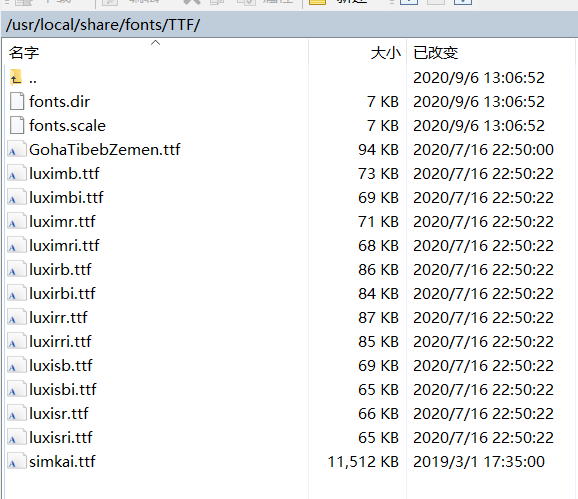 /usr/local/share/fonts/TTF/
名字 大小 已改变
.. 2020/9/6 13:06:52
fonts.dir 7 KB 2020/9/6 13:06:52
fonts.scale 7 KB 2020/9/6 13:06:52
GohaTibebZemen.ttf 94 KB 2020/7/16 22:50:00
luximb.ttf 73 KB 2020/7/16 22:50:22
luximbi.ttf 69 KB 2020/7/16 22:50:22
luximr.ttf 71 KB 2020/7/16 22:50:22
luximri.ttf 68 KB 2020/7/16 22:50:22
luxirb.ttf 86 KB 2020/7/16 22:50:22
luxirbi.ttf 84 KB 2020/7/16 22:50:22
luxirr.ttf 87 KB 2020/7/16 22:50:22
luxirri.ttf 85 KB 2020/7/16 22:50:22
luxisb.ttf 69 KB 2020/7/16 22:50:22
luxisbi.ttf 65 KB 2020/7/16 22:50:22
luxisr.ttf 66 KB 2020/7/16 22:50:22
luxisri.ttf 65 KB 2020/7/16 22:50:22
simkai.ttf 11,512 KB 2019/3/1 17:35:00